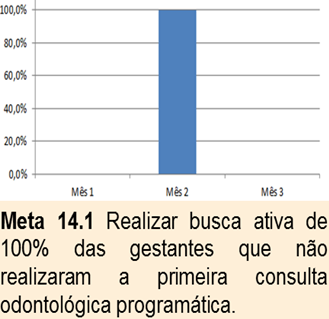 100,0%
80,0%
60,0%
40,0%
20,0%
0,0%
Mês 1 Mês 2 Mês 3
Meta 14.1 Realizar busca ativa de
100% das gestantes que não
realizaram a primeira consulta
odontológica programática.